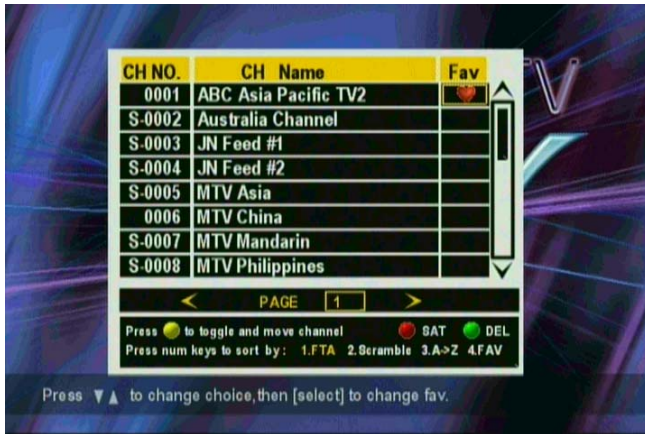 CH NO. CH Name Fav
0001 ABC Asia Pacific TV2
S-0002 Australia Channel
S-0003 JN Feed #1
S-0004 JN Feed #2
S-0005 MTV Asia
0006 MTV China
S-0007 MTV Mandarin
S-0008 MTV Philippines
PAGE 1
Press to toggle and move channel SAT DEL
Press num keys to sort by: 1.FTA 2.Scramble 3.A->Z 4.FAV
Press ▼▲ to change choice,then [select] to change fav.
TV